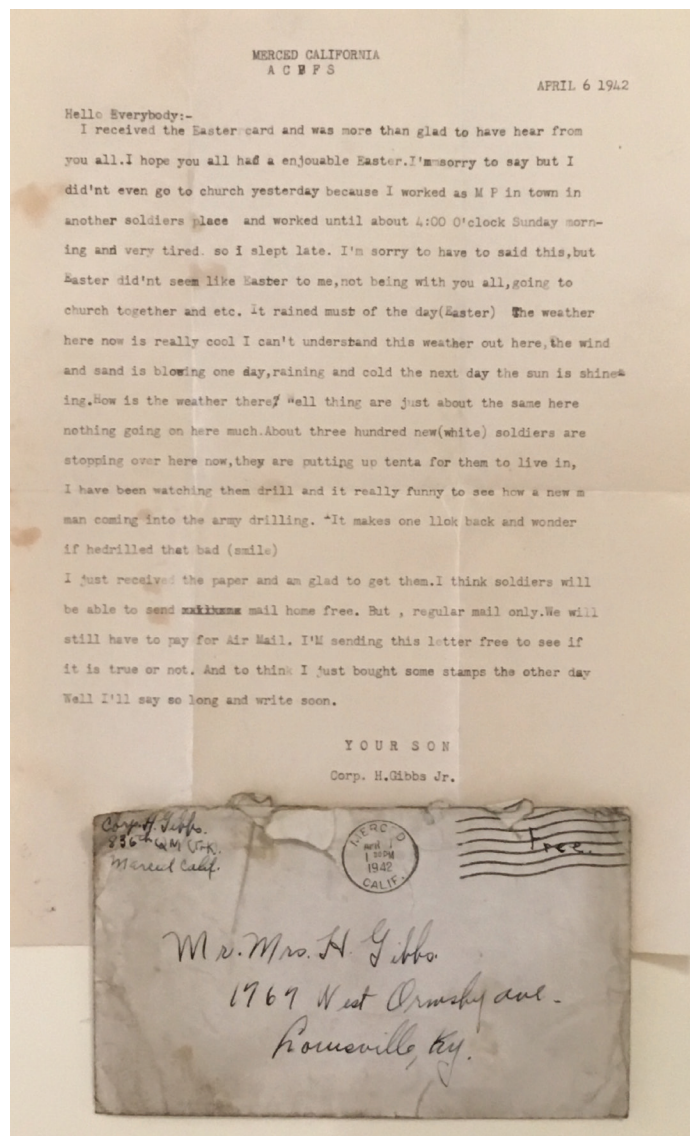 MERCED CALIFORNIA
A C B F S
APRIL 6 1942
Hello Everybody:-
I received the Easter card and was more than glad to have hear from
you all.I hope you all had a enjouable Easter.I'm sorry to say but I
did'nt even go to church yesterday because I worked as M P in town in
another soldiers place and worked until about 4:00 O'clock Sunday morn-
ing and very tired. so I slept late. I'm sorry to have to said this,but
Easter did'nt seem like Easter to me,not being with you all,going to
church together and etc. It rained must of the day(Easter) The weather
here now is really cool I can't understand this weather out here,the wind
and sand is blowing one day,raining and cold the next day the sun is shine
ing.How is the weather there? Well thing are just about the same here
nothing going on here much.About three hundred new(white) soldiers are
stopping over here now,they are putting up tenta for them to live in,
I have been watching them drill and it really funny to see how a new m
man coming into the army drilling. It makes one llok back and wonder
if hedrilled that bad (smile)
I just received the paper and am glad to get them.I think soldiers will
be able to send mail home free. But , regular mail only.We will
still have to pay for Air Mail. I'M sending this letter free to see if
it is true or not. And to think I just bought some stamps the other day
Well I'll say so long and write soon.
Y O U R S O N
Corp. H.Gibbs Jr.
Corp. H. Gibbs.
836th QM
Merced Calif.
MERCED
1 PM
1942
CALIF.
Free.
Mr. Mrs. H. Gibbs.
1769 West Ormsby ave.
Louisville, Ky.